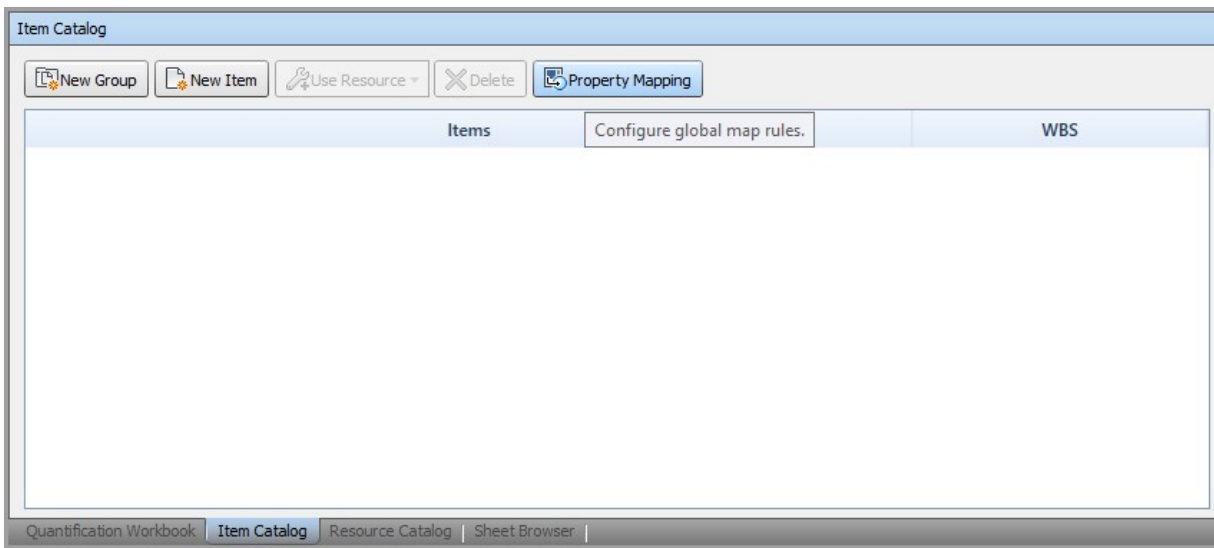 Item Catalog
New Group New Item Use Resource Delete Property Mapping
Items Configure global map rules. WBS
Quantification Workbook Item Catalog Resource Catalog Sheet Browser